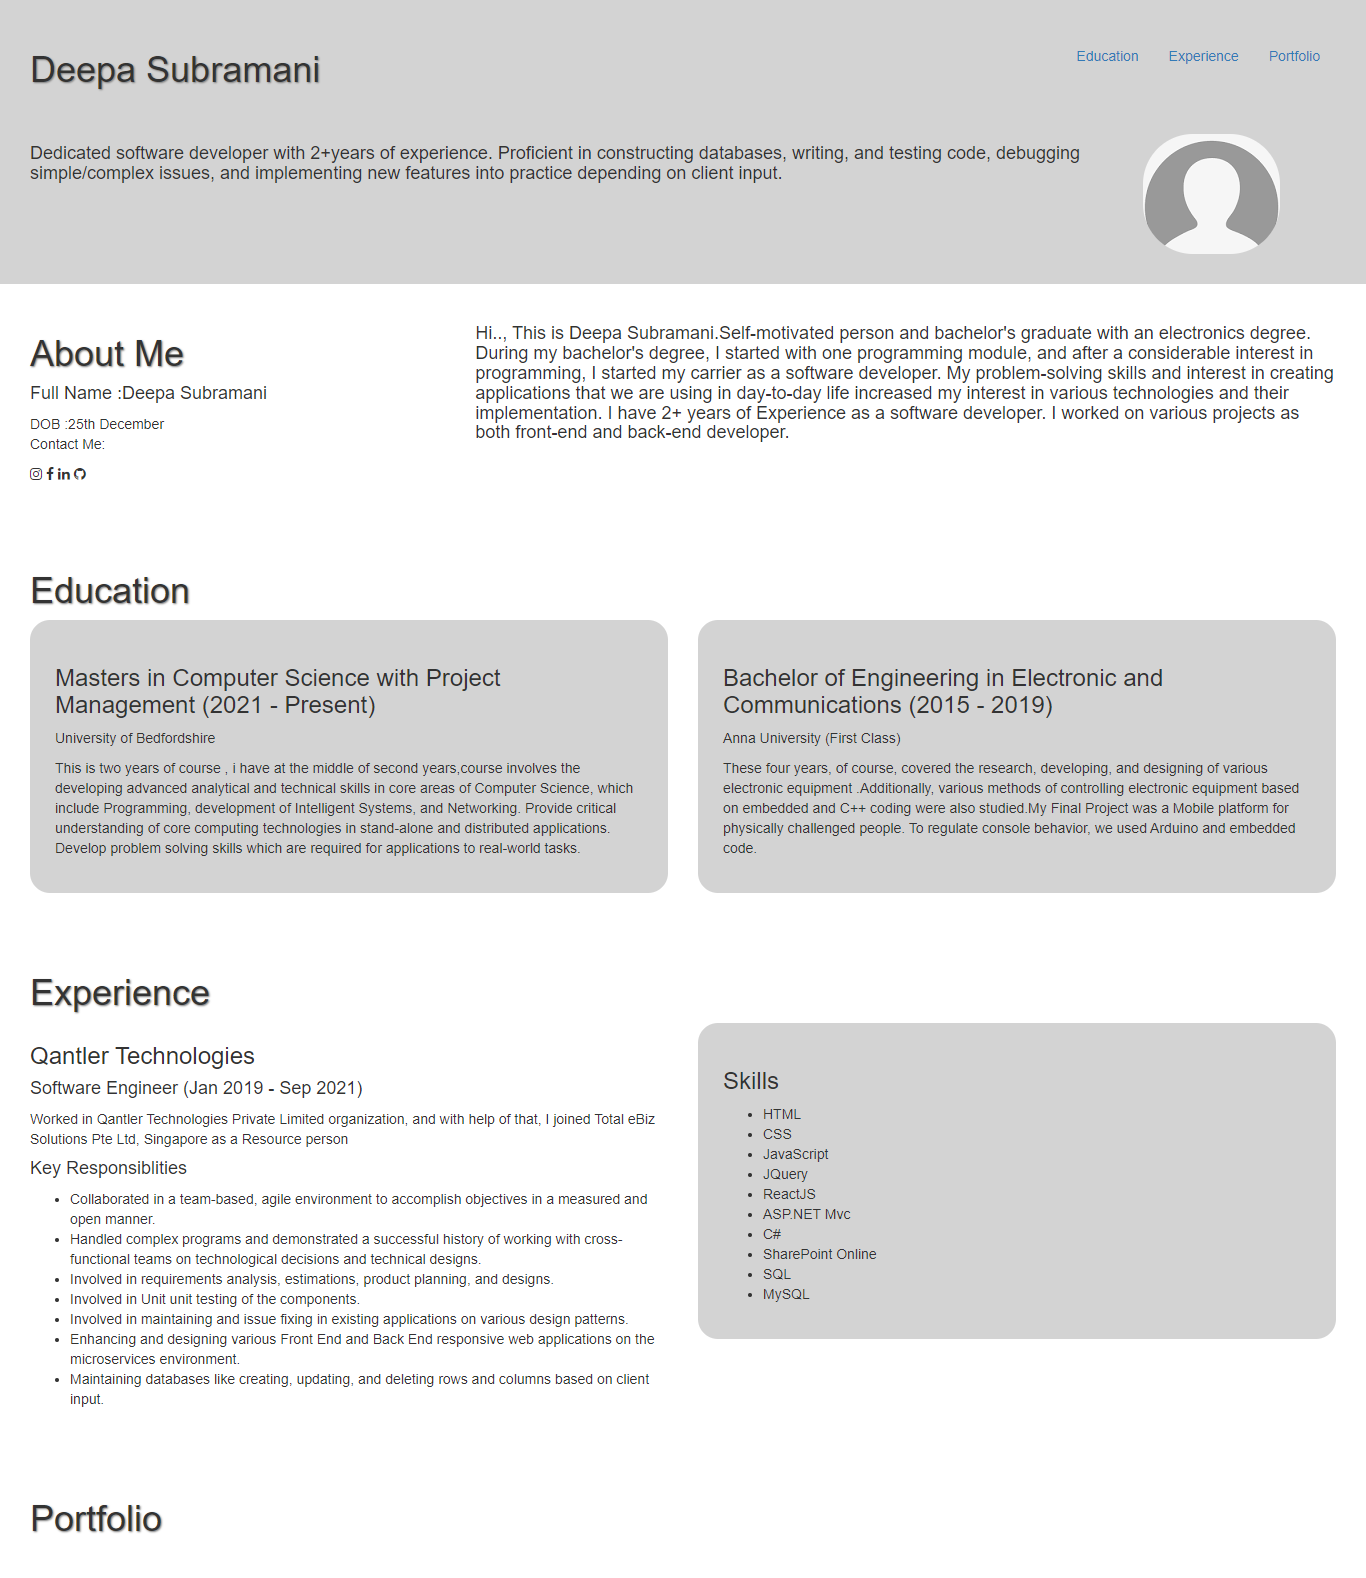 Deepa Subramani
Education
Experience
Portfolio
Dedicated software developer with 2+years of experience. Proficient in constructing databases, writing, and testing code, debugging
simple/complex issues, and implementing new features into practice depending on client input.
About Me
Full Name :Deepa Subramani
DOB :25th December
Contact Me:
Hi.., This is Deepa Subramani.Self-motivated person and bachelor's graduate with an electronics degree.
During my bachelor's degree, I started with one programming module, and after a considerable interest in
programming, I started my carrier as a software developer. My problem-solving skills and interest in creating
applications that we are using in day-to-day life increased my interest in various technologies and their
implementation. I have 2+ years of Experience as a software developer. I worked on various projects as
both front-end and back-end developer.
Education
Masters in Computer Science with Project
Management (2021 - Present)
University of Bedfordshire
This is two years of course , i have at the middle of second years,course involves the
developing advanced analytical and technical skills in core areas of Computer Science, which
include Programming, development of Intelligent Systems, and Networking. Provide critical
understanding of core computing technologies in stand-alone and distributed applications.
Develop problem solving skills which are required for applications to real-world tasks.
Bachelor of Engineering in Electronic and
Communications (2015 - 2019)
Anna University (First Class)
These four years, of course, covered the research, developing, and designing of various
electronic equipment .Additionally, various methods of controlling electronic equipment based
on embedded and C++ coding were also studied.My Final Project was a Mobile platform for
physically challenged people. To regulate console behavior, we used Arduino and embedded
code.
Experience
Qantler Technologies
Software Engineer (Jan 2019 - Sep 2021)
Worked in Qantler Technologies Private Limited organization, and with help of that, I joined Total eBiz
Solutions Pte Ltd, Singapore as a Resource person
Key Responsiblities
• Collaborated in a team-based, agile environment to accomplish objectives in a measured and
open manner.
• Handled complex programs and demonstrated a successful history of working with cross-
functional teams on technological decisions and technical designs.
• Involved in requirements analysis, estimations, product planning, and designs.
• Involved in Unit unit testing of the components.
• Involved in maintaining and issue fixing in existing applications on various design patterns.
• Enhancing and designing various Front End and Back End responsive web applications on the
microservices environment.
• Maintaining databases like creating, updating, and deleting rows and columns based on client
input.
Skills
• HTML
• CSS
• JavaScript
• JQuery
• ReactJS
• ASP.NET Mvc
• C#
• SharePoint Online
• SQL
• MySQL
Portfolio